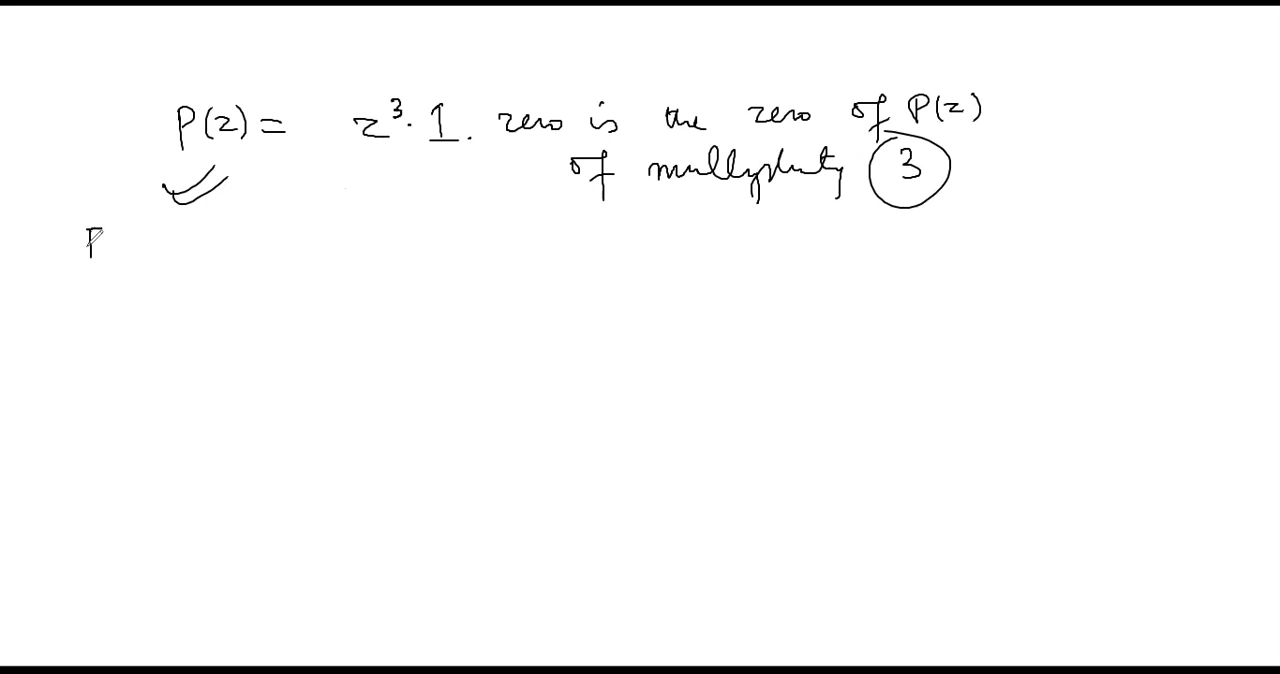 P(z) = z³. 1. zero is the zero of P(z)
of multiplicity 3
P